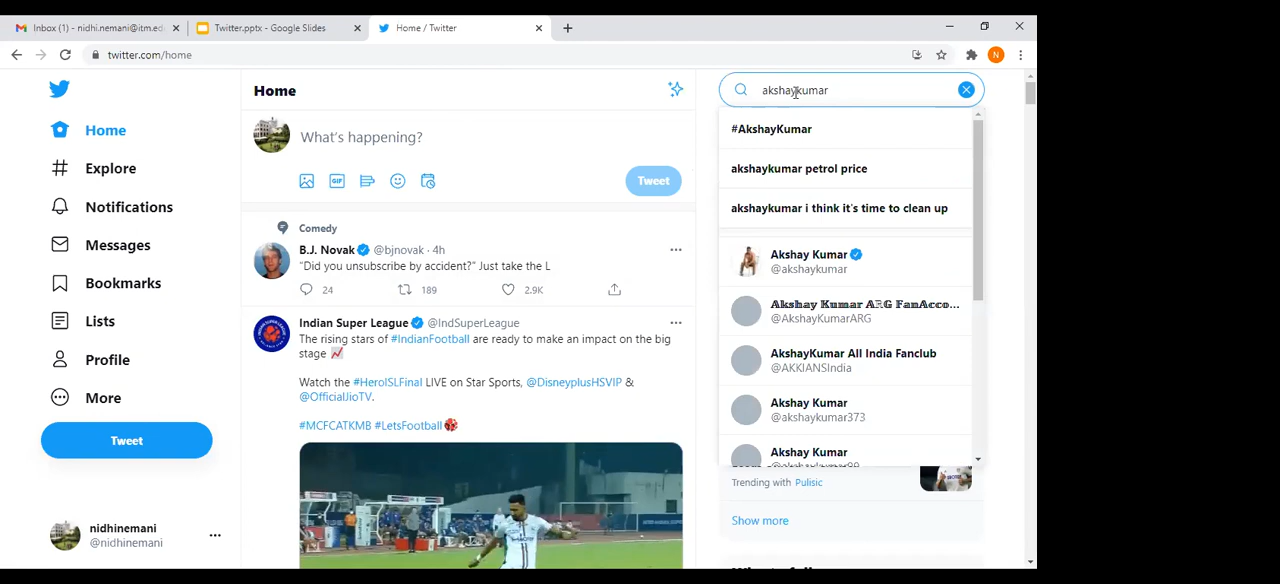 Inbox (1) - nidhi.nemani@itm.ed
Twitter.pptx - Google Slides
Home / Twitter
twitter.com/home
N
Home
Explore
Notifications
Messages
Bookmarks
Lists
Profile
More
Tweet
nidhinemani
@nidhinemani
Home
What's happening?
GIF
Tweet
Comedy
B.J. Novak @bjnovak · 4h
"Did you unsubscribe by accident?" Just take the L
24 189 2.9K
Indian Super League @IndSuperLeague
The rising stars of #IndianFootball are ready to make an impact on the big
stage
Watch the #HeroISLFinal LIVE on Star Sports, @DisneyplusHSVIP &
@OfficialJioTV.
#MCFCATKMB #LetsFootball
akshaykumar
#AkshayKumar
akshaykumar petrol price
akshaykumar i think it's time to clean up
Akshay Kumar
@akshaykumar
𝔸𝕜𝕤𝕙𝕒𝕪 𝕂𝕦𝕞𝕒𝕣 𝔸ℝ𝔾 𝔽𝕒𝕟𝔸𝕔𝕔𝕠...
@AkshayKumarARG
AkshayKumar All India Fanclub
@AKKIANSIndia
Akshay Kumar
@akshaykumar373
Akshay Kumar
Trending with Pulisic
Show more